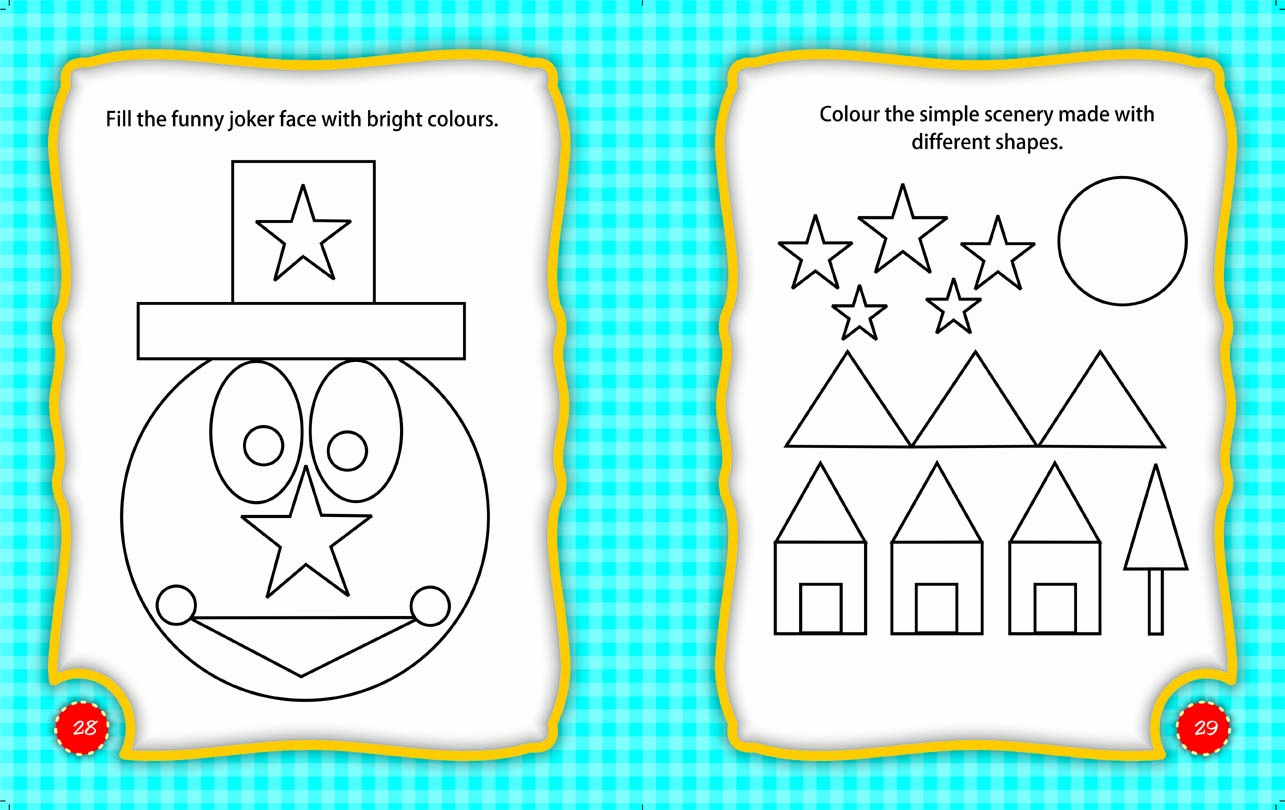 Fill the funny joker face with bright colours.
28
Colour the simple scenery made with
different shapes.
29